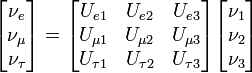 [ν_e] = [U_e1 U_e2 U_e3] [ν_1]
[ν_μ] = [U_μ1 U_μ2 U_μ3] [ν_2]
[ν_τ] = [U_τ1 U_τ2 U_τ3] [ν_3]